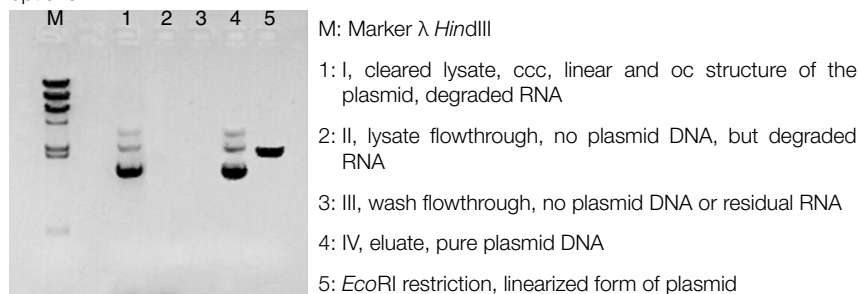 M 1 2 3 4 5
M: Marker λ HindIII
1: I, cleared lysate, ccc, linear and oc structure of the
plasmid, degraded RNA
2: II, lysate flowthrough, no plasmid DNA, but degraded
RNA
3: III, wash flowthrough, no plasmid DNA or residual RNA
4: IV, eluate, pure plasmid DNA
5: EcoRI restriction, linearized form of plasmid